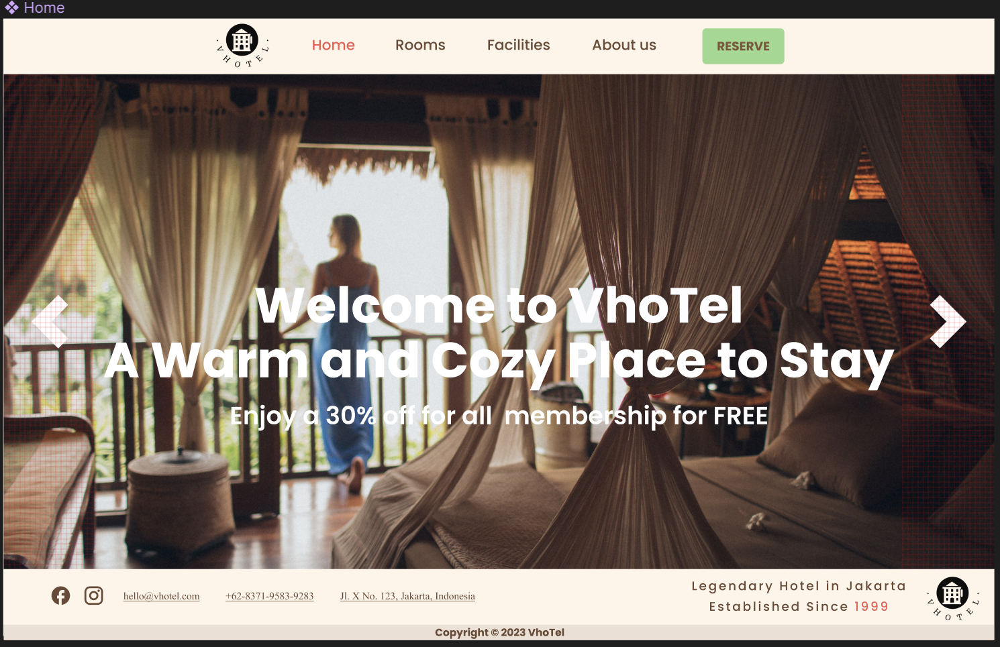 Home
VHOTEL
Home
Rooms
Facilities
About us
RESERVE
Welcome to VhoTel
A Warm and Cozy Place to Stay
Enjoy a 30% off for all  membership for FREE
hello@vhotel.com
+62-8371-9583-9283
Jl. X No. 123, Jakarta, Indonesia
Legendary Hotel in Jakarta
Established Since 1999
VHOTEL
Copyright © 2023 VhoTel